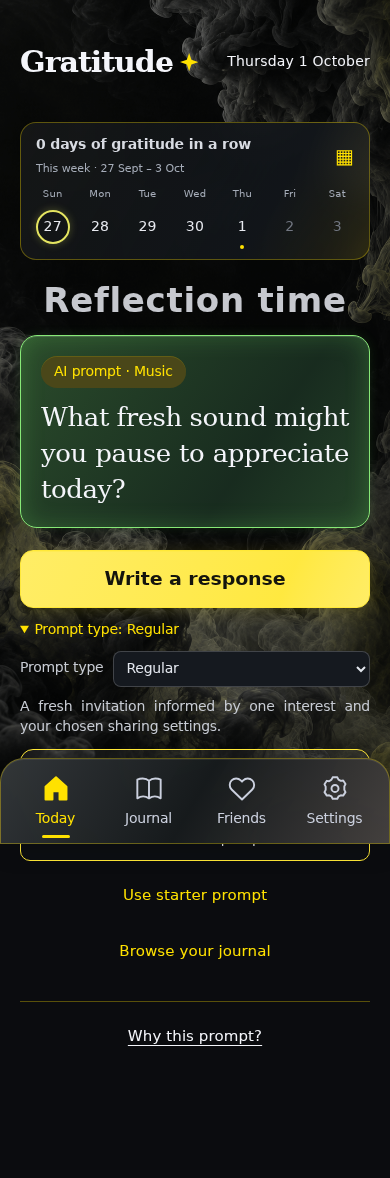 Gratitude
Thursday 1 October
0 days of gratitude in a row
This week · 27 Sept – 3 Oct
Sun Mon Tue Wed Thu Fri Sat
27 28 29 30 1 2 3
Reflection time
AI prompt · Music
What fresh sound might
you pause to appreciate
today?
Write a response
▼ Prompt type: Regular
Prompt type
Regular
A fresh invitation informed by one interest and
your chosen sharing settings.
Today
Journal
Friends
Settings
Use starter prompt
Browse your journal
Why this prompt?